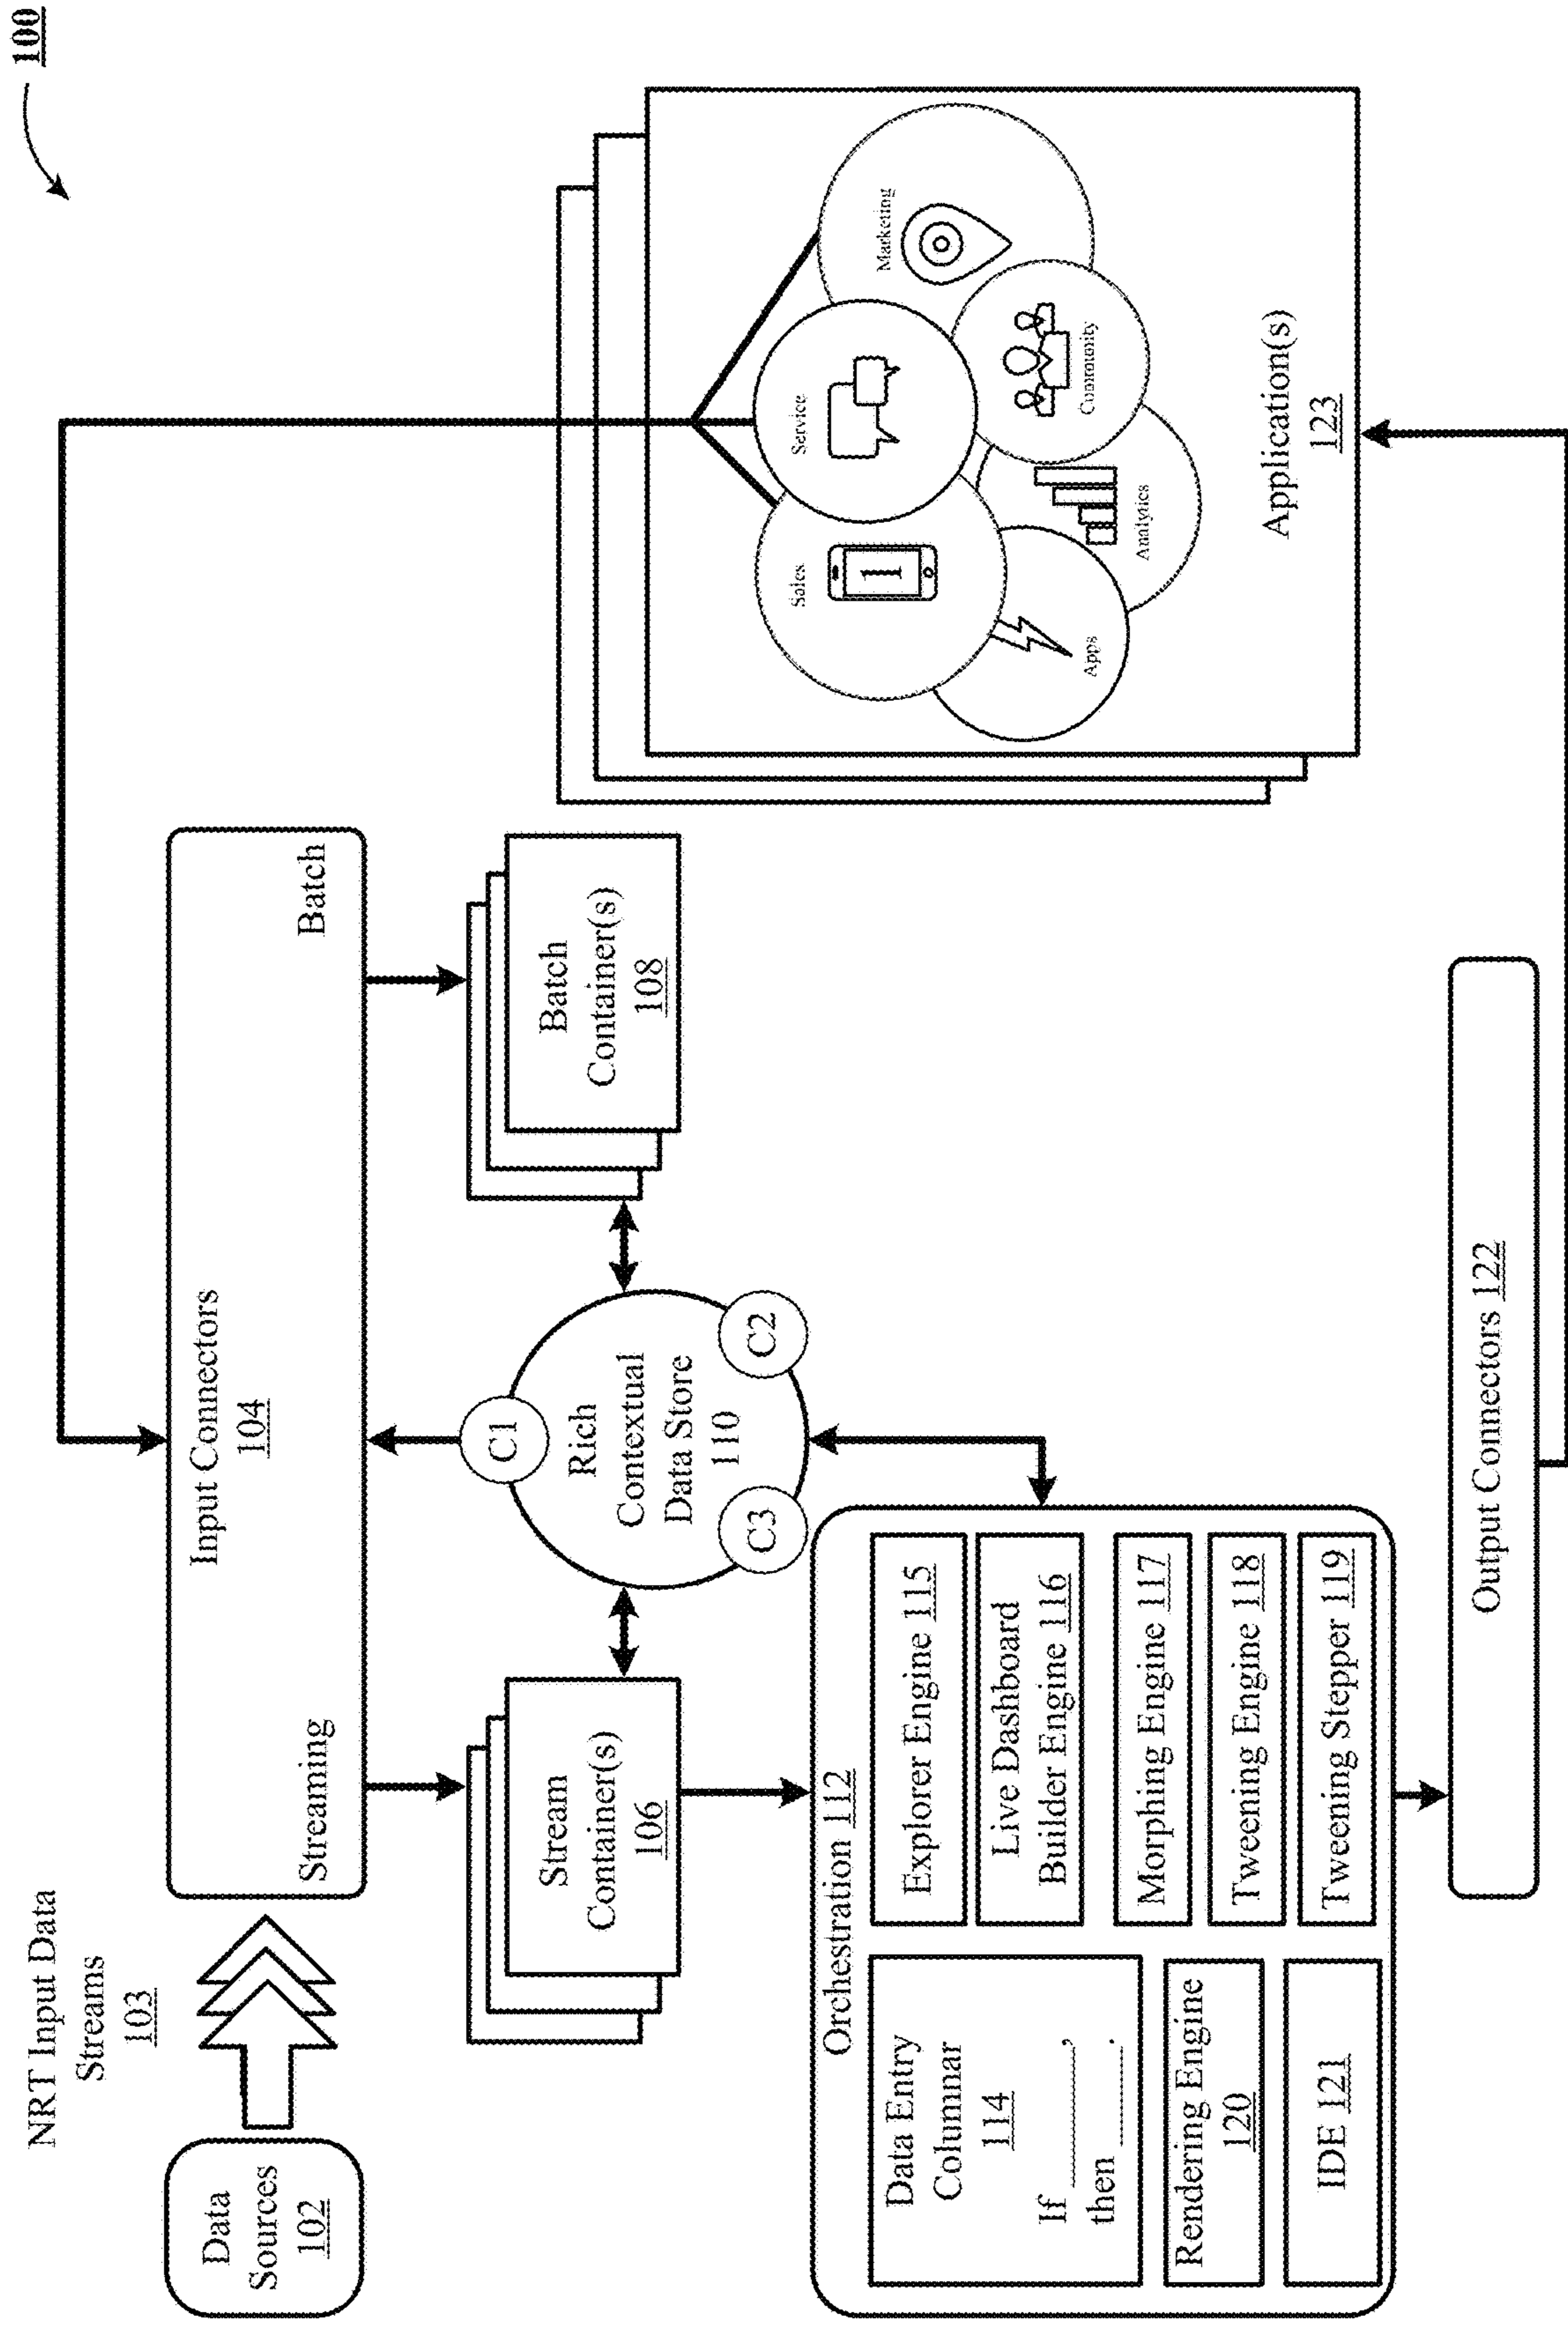 100
NRT Input Data
Streams
103
Data
Sources
102
Input Connectors
104
Streaming
Batch
Stream
Container(s)
106
C1
Rich
Contextual
Data Store
110
C3
C2
Batch
Container(s)
108
Orchestration 112
Data Entry
Columnar
114
If ______,
then _____.
Rendering Engine
120
IDE 121
Explorer Engine 115
Live Dashboard
Builder Engine 116
Morphing Engine 117
Tweening Engine 118
Tweening Stepper 119
Output Connectors 122
Sales
1
Service
Marketing
Apps
Analytics
Community
Application(s)
123